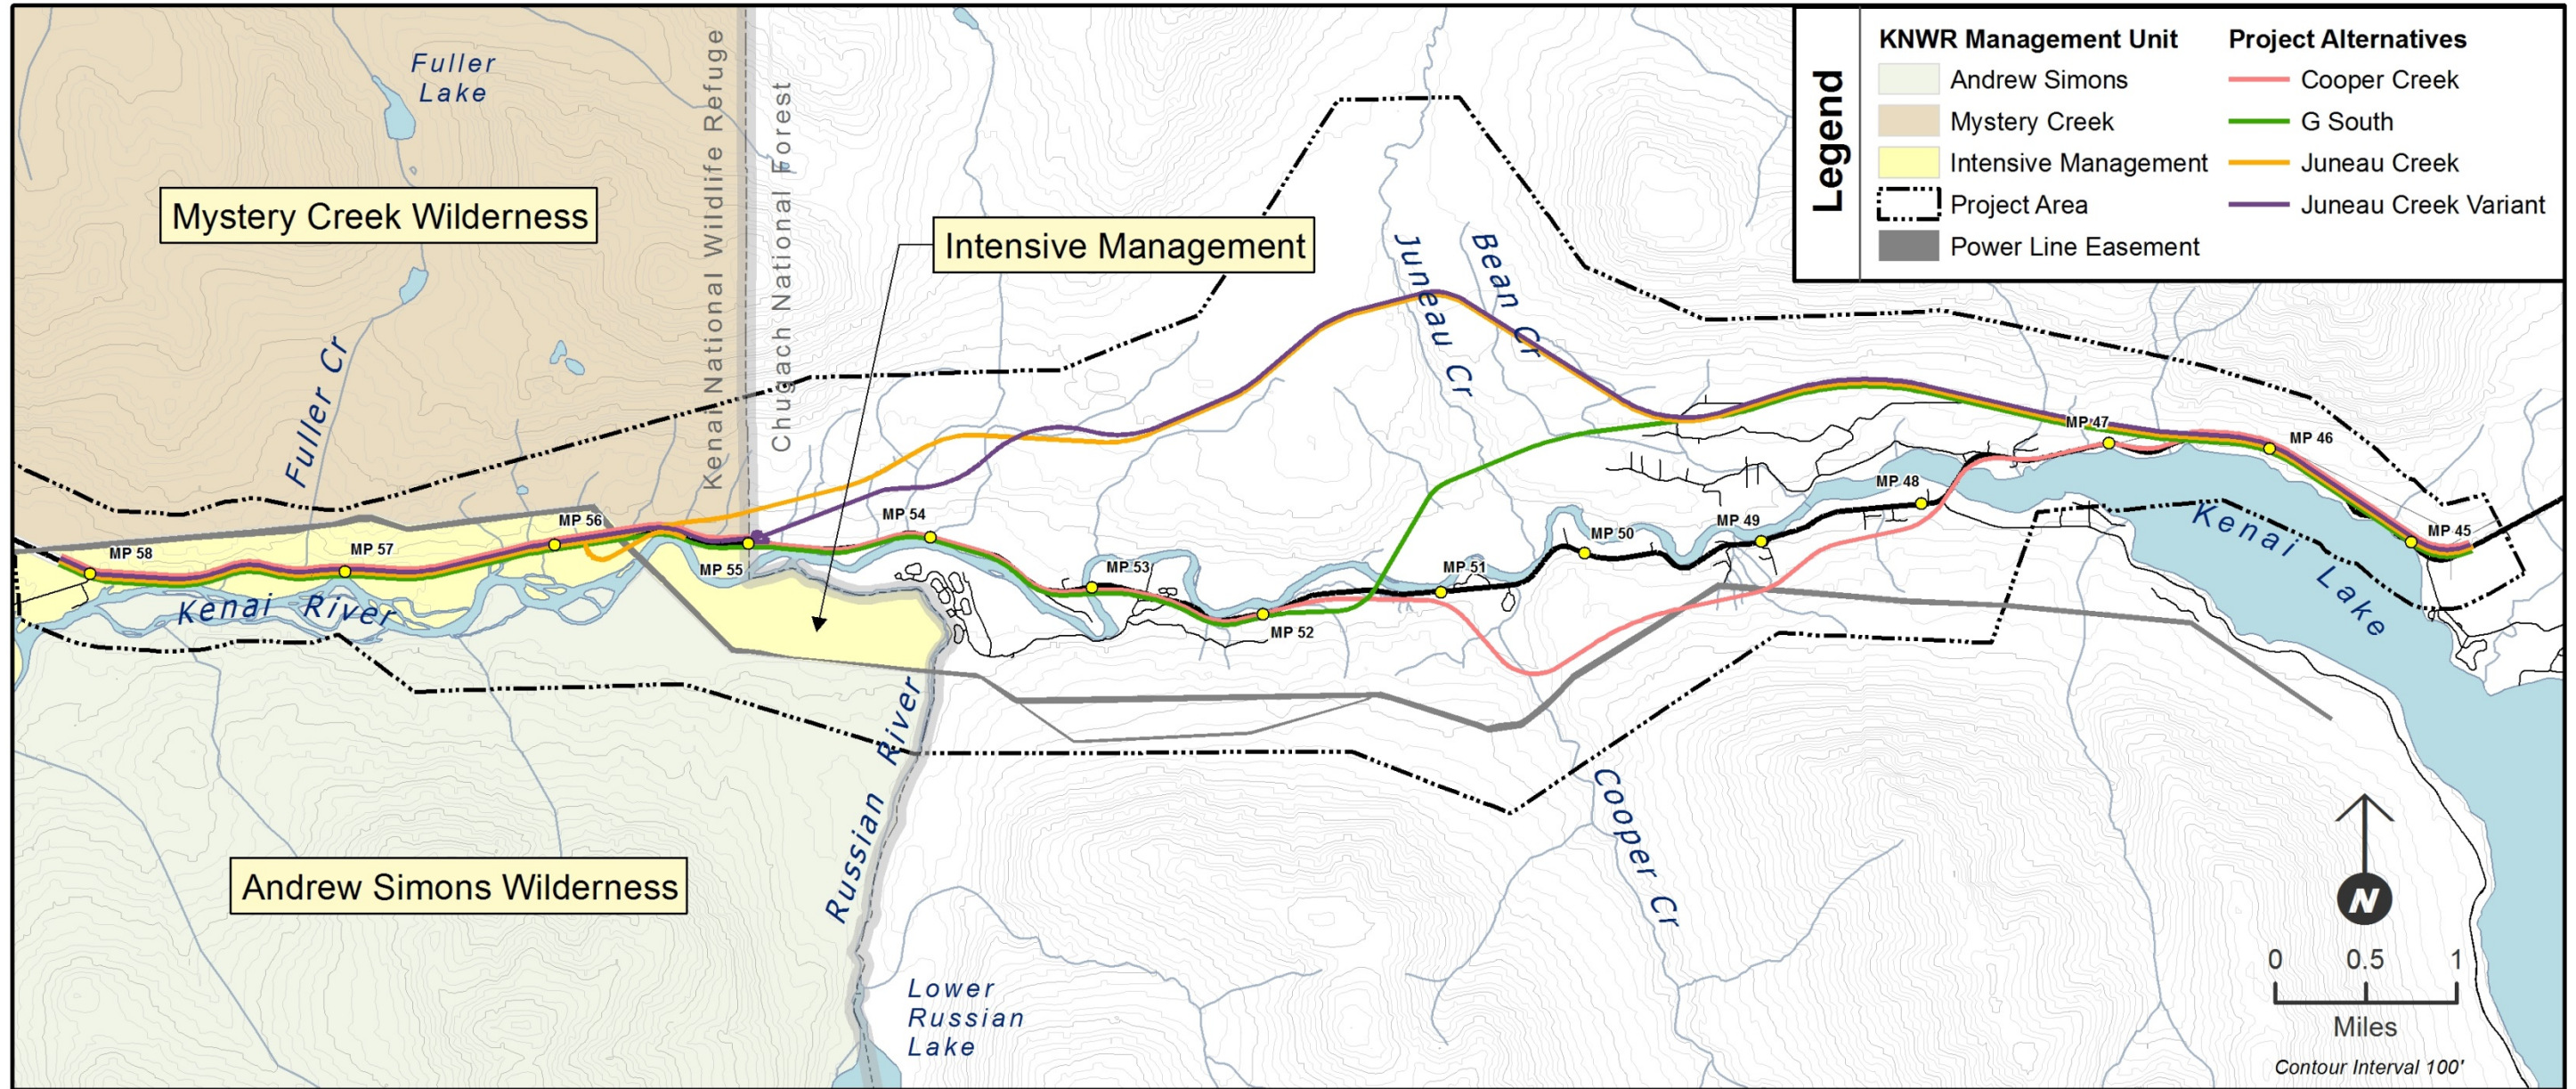 Legend
KNWR Management Unit
Andrew Simons
Mystery Creek
Intensive Management
Project Area
Power Line Easement
Project Alternatives
Cooper Creek
G South
Juneau Creek
Juneau Creek Variant
Fuller
Lake
Mystery Creek Wilderness
Kenai National Wildlife Refuge
Chugach National Forest
Intensive Management
Juneau Cr
Bean Cr
Fuller Cr
MP 58
MP 57
MP 56
MP 55
MP 54
MP 53
MP 52
MP 51
MP 50
MP 49
MP 48
MP 47
MP 46
MP 45
Kenai River
Kenai Lake
Russian River
Russian River
Andrew Simons Wilderness
Cooper Cr
Lower
Russian
Lake
N
0 0.5 1
Miles
Contour Interval 100'